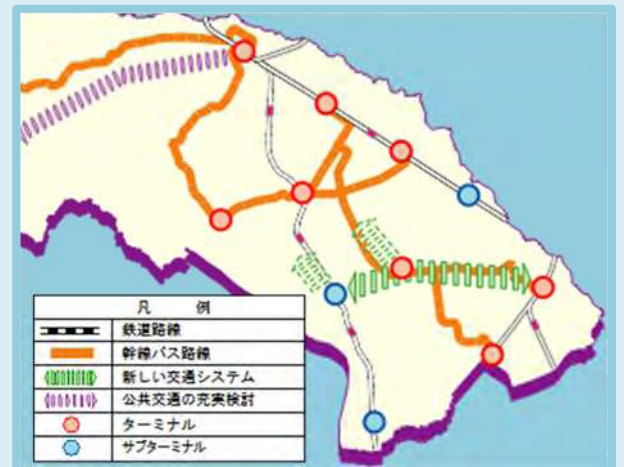 凡 例
鉄道路線
幹線バス路線
新しい交通システム
公共交通の充実検討
ターミナル
サブターミナル